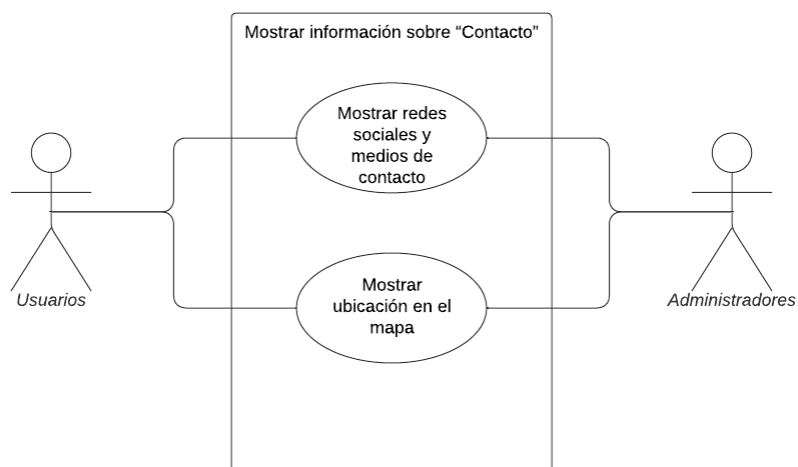 Mostrar información sobre “Contacto”
Mostrar redes
sociales y
medios de
contacto
Usuarios
Administradores
Mostrar
ubicación en el
mapa